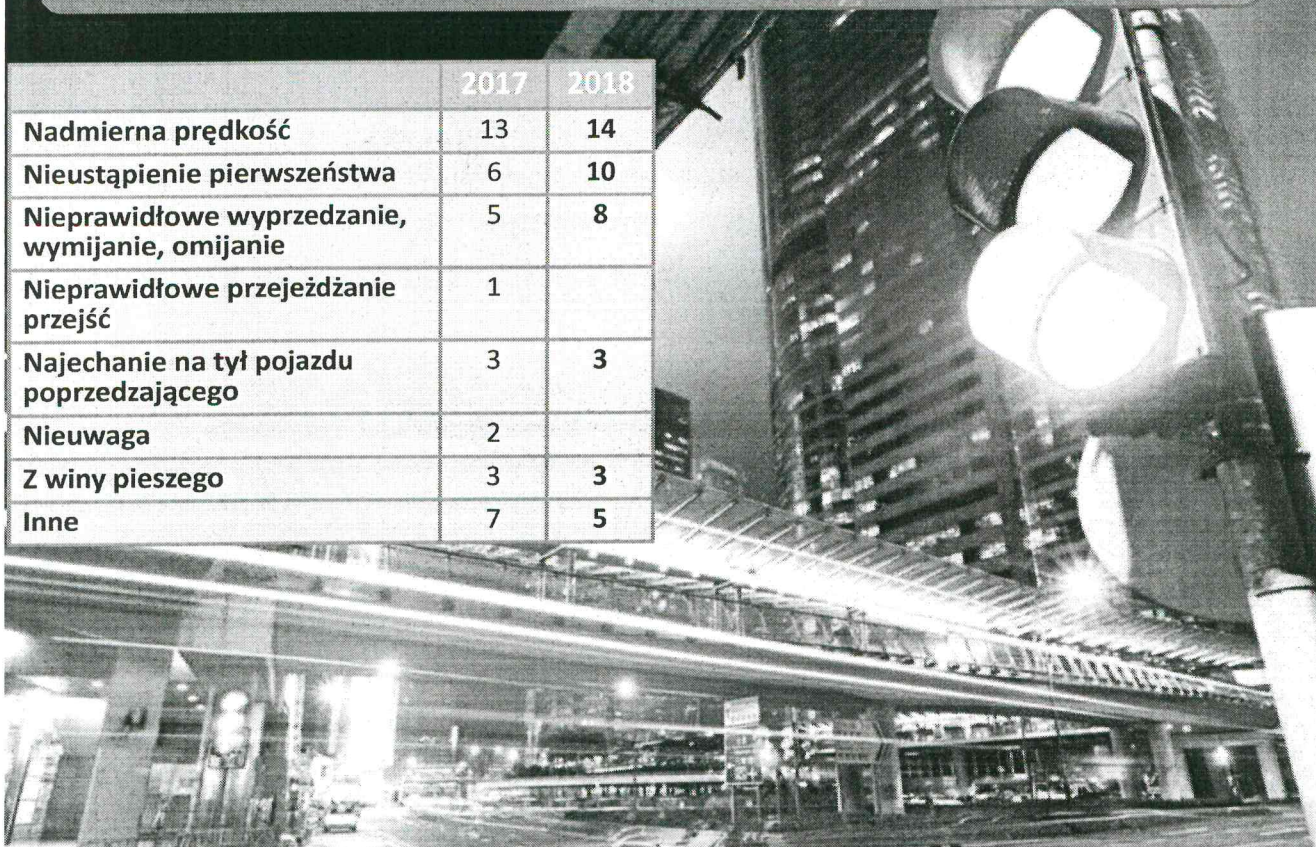 2017 2018
Nadmierna prędkość 13 14
Nieustąpienie pierwszeństwa 6 10
Nieprawidłowe wyprzedzanie, 5 8
wymijanie, omijanie
Nieprawidłowe przejeżdżanie 1
przejść
Najechanie na tył pojazdu 3 3
poprzedzającego
Nieuwaga 2
Z winy pieszego 3 3
Inne 7 5